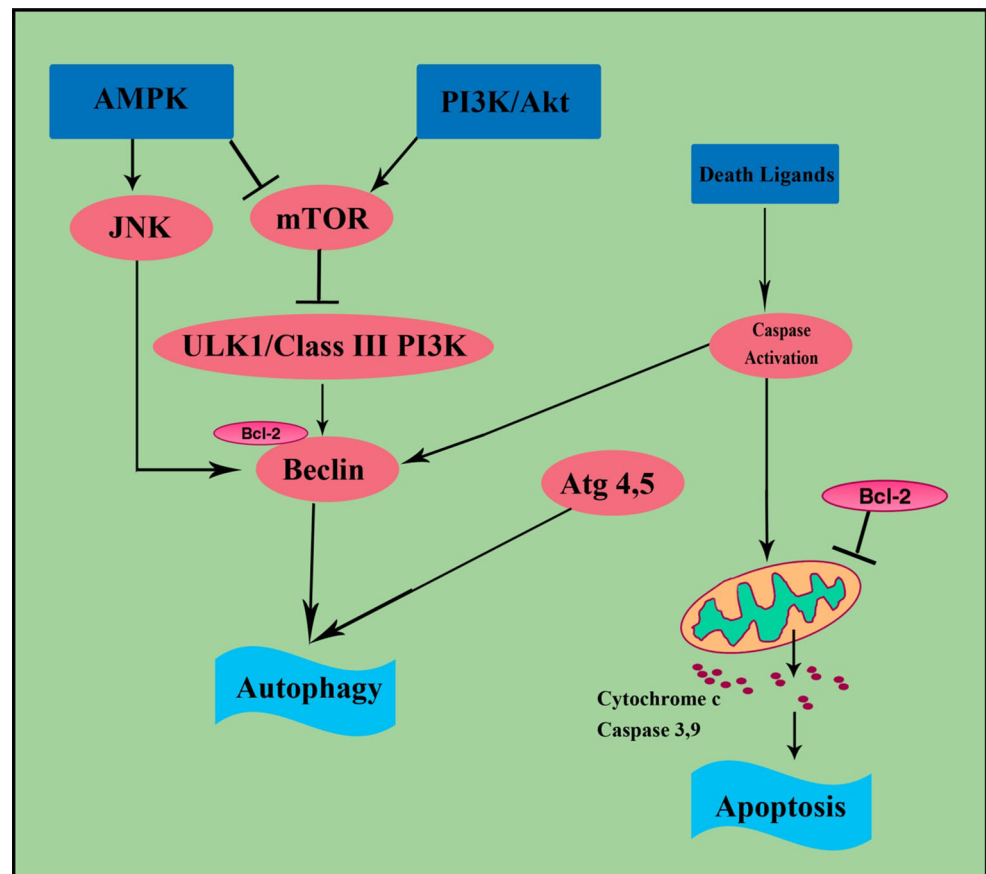 AMPK
PI3K/Akt
Death Ligands
JNK
mTOR
ULK1/Class III PI3K
Caspase
Activation
Bcl-2
Beclin
Atg 4,5
Bcl-2
Autophagy
Cytochrome c
Caspase 3,9
Apoptosis